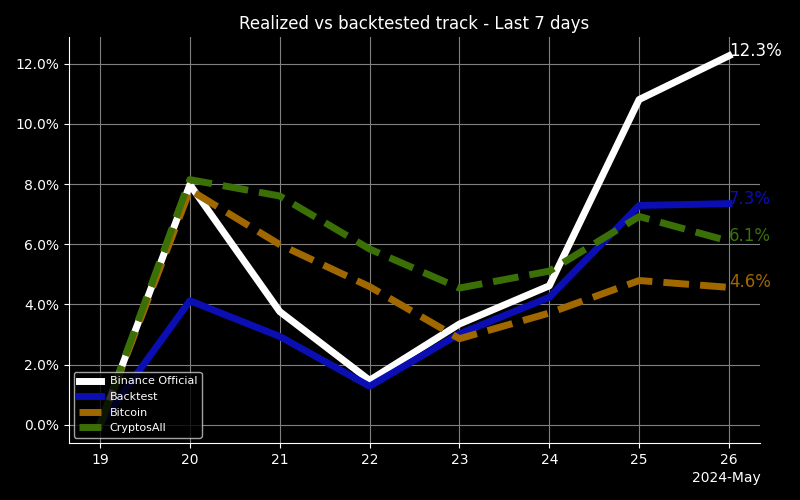 Realized vs backtested track - Last 7 days
12.3%
12.0%
10.0%
8.0%
7.3%
6.0%
6.1%
4.6%
4.0%
2.0%
0.0%
Binance Official
Backtest
Bitcoin
CryptosAll
19 20 21 22 23 24 25 26
2024-May